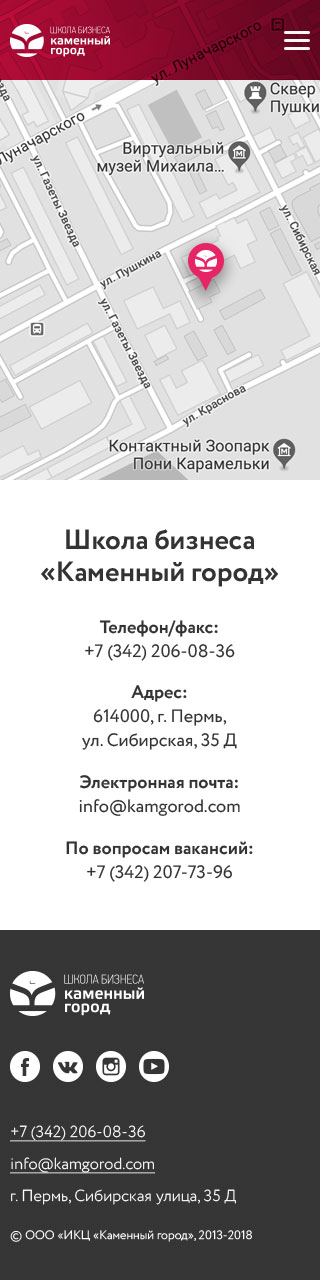 ШКОЛА БИЗНЕСА
каменный
город
ул. Луначарского
Луначарского
Сквер
Пушки
Виртуальный
музей Михаила...
ул. Газеты Звезда
ул. Сибирская
ул. Пушкина
ул. Газеты Звезда
ул. Краснова
Контактный Зоопарк
Пони Карамельки
Школа бизнеса
«Каменный город»
Телефон/факс:
+7 (342) 206-08-36
Адрес:
614000, г. Пермь,
ул. Сибирская, 35 Д
Электронная почта:
info@kamgorod.com
По вопросам вакансий:
+7 (342) 207-73-96
ШКОЛА БИЗНЕСА
каменный
город
+7 (342) 206-08-36
info@kamgorod.com
г. Пермь, Сибирская улица, 35 Д
© ООО «ИКЦ «Каменный город», 2013-2018